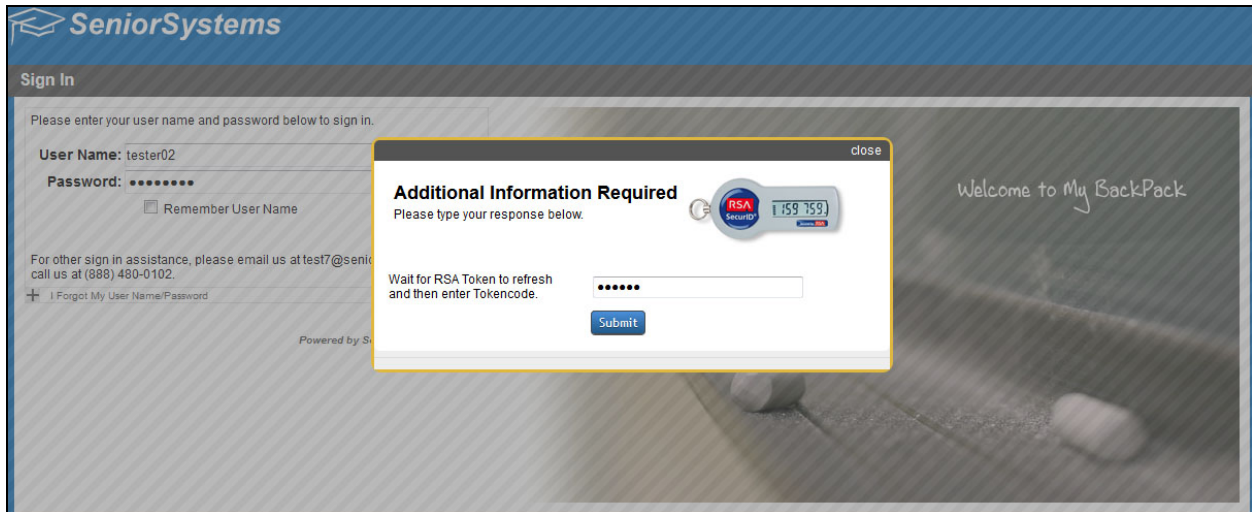 SeniorSystems
Sign In
Please enter your user name and password below to sign in.
User Name: tester02
Password: ••••••••
Remember User Name
For other sign in assistance, please email us at test7@senio
call us at (888) 480-0102.
I Forgot My User Name/Password
Powered by
close
Additional Information Required
Please type your response below.
RSA
SecurID
159 759
Wait for RSA Token to refresh
and then enter Tokencode.
••••••
Submit
Welcome to My BackPack